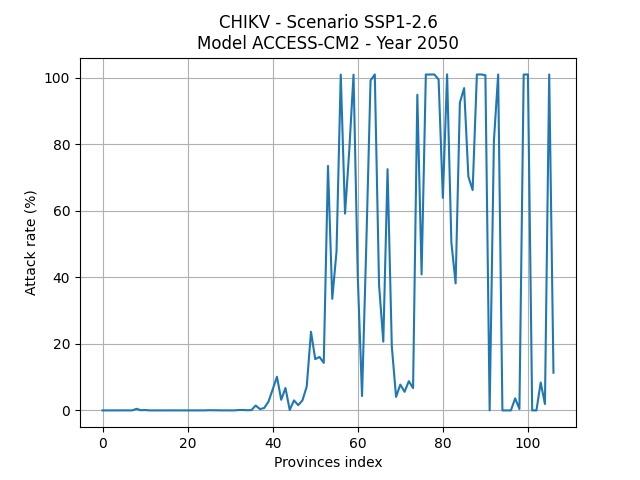 CHIKV - Scenario SSP1-2.6
Model ACCESS-CM2 - Year 2050
100
80
60
40
20
0
Attack rate (%)
0 20 40 60 80 100
Provinces index